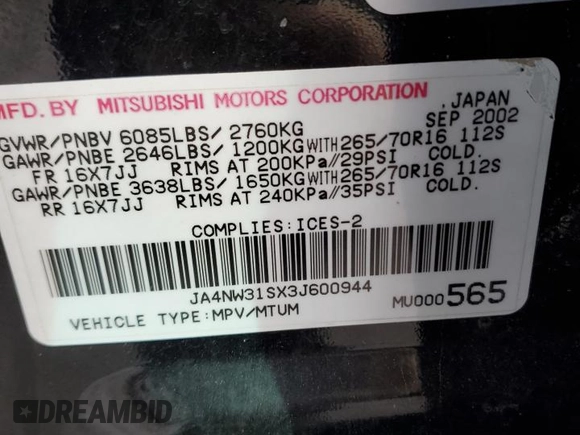 MFD. BY MITSUBISHI MOTORS CORPORATION , JAPAN
GVWR/PNBV 6085LBS/ 2760KG SEP 2002
GAWR/PNBE 2646LBS/ 1200KG WITH 265/70R16 112S
FR 16X7JJ RIMS AT 200KPa//29PSI COLD.
GAWR/PNBE 3638LBS/ 1650KG WITH 265/70R16 112S
RR 16X7JJ RIMS AT 240KPa//35PSI COLD.
COMPLIES:ICES-2
JA4NW31SX3J600944
MU000565
VEHICLE TYPE:MPV/MTUM
DREAMBID